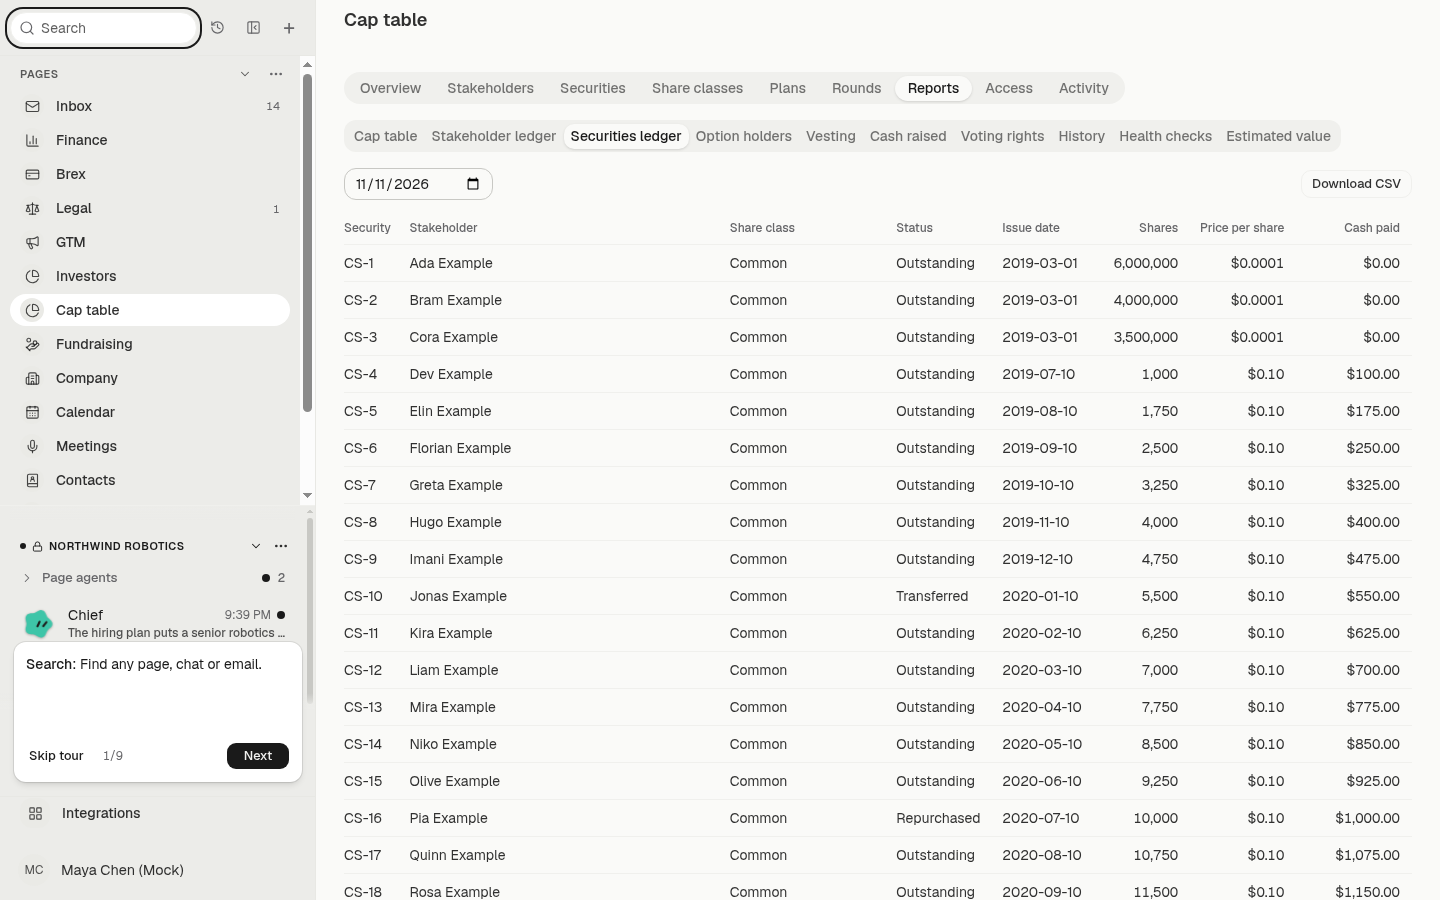 Search
PAGES
Inbox 14
Finance
Brex
Legal 1
GTM
Investors
Cap table
Fundraising
Company
Calendar
Meetings
Contacts
NORTHWIND ROBOTICS
Page agents 2
Chief 9:39 PM
The hiring plan puts a senior robotics ...
Search: Find any page, chat or email.
Skip tour 1/9 Next
Integrations
MC Maya Chen (Mock)
Cap table
Overview Stakeholders Securities Share classes Plans Rounds Reports Access Activity
Cap table Stakeholder ledger Securities ledger Option holders Vesting Cash raised Voting rights History Health checks Estimated value
11/11/2026 Download CSV
Security Stakeholder Share class Status Issue date Shares Price per share Cash paid
CS-1 Ada Example Common Outstanding 2019-03-01 6,000,000 $0.0001 $0.00
CS-2 Bram Example Common Outstanding 2019-03-01 4,000,000 $0.0001 $0.00
CS-3 Cora Example Common Outstanding 2019-03-01 3,500,000 $0.0001 $0.00
CS-4 Dev Example Common Outstanding 2019-07-10 1,000 $0.10 $100.00
CS-5 Elin Example Common Outstanding 2019-08-10 1,750 $0.10 $175.00
CS-6 Florian Example Common Outstanding 2019-09-10 2,500 $0.10 $250.00
CS-7 Greta Example Common Outstanding 2019-10-10 3,250 $0.10 $325.00
CS-8 Hugo Example Common Outstanding 2019-11-10 4,000 $0.10 $400.00
CS-9 Imani Example Common Outstanding 2019-12-10 4,750 $0.10 $475.00
CS-10 Jonas Example Common Transferred 2020-01-10 5,500 $0.10 $550.00
CS-11 Kira Example Common Outstanding 2020-02-10 6,250 $0.10 $625.00
CS-12 Liam Example Common Outstanding 2020-03-10 7,000 $0.10 $700.00
CS-13 Mira Example Common Outstanding 2020-04-10 7,750 $0.10 $775.00
CS-14 Niko Example Common Outstanding 2020-05-10 8,500 $0.10 $850.00
CS-15 Olive Example Common Outstanding 2020-06-10 9,250 $0.10 $925.00
CS-16 Pia Example Common Repurchased 2020-07-10 10,000 $0.10 $1,000.00
CS-17 Quinn Example Common Outstanding 2020-08-10 10,750 $0.10 $1,075.00
CS-18 Rosa Example Common Outstanding 2020-09-10 11,500 $0.10 $1,150.00